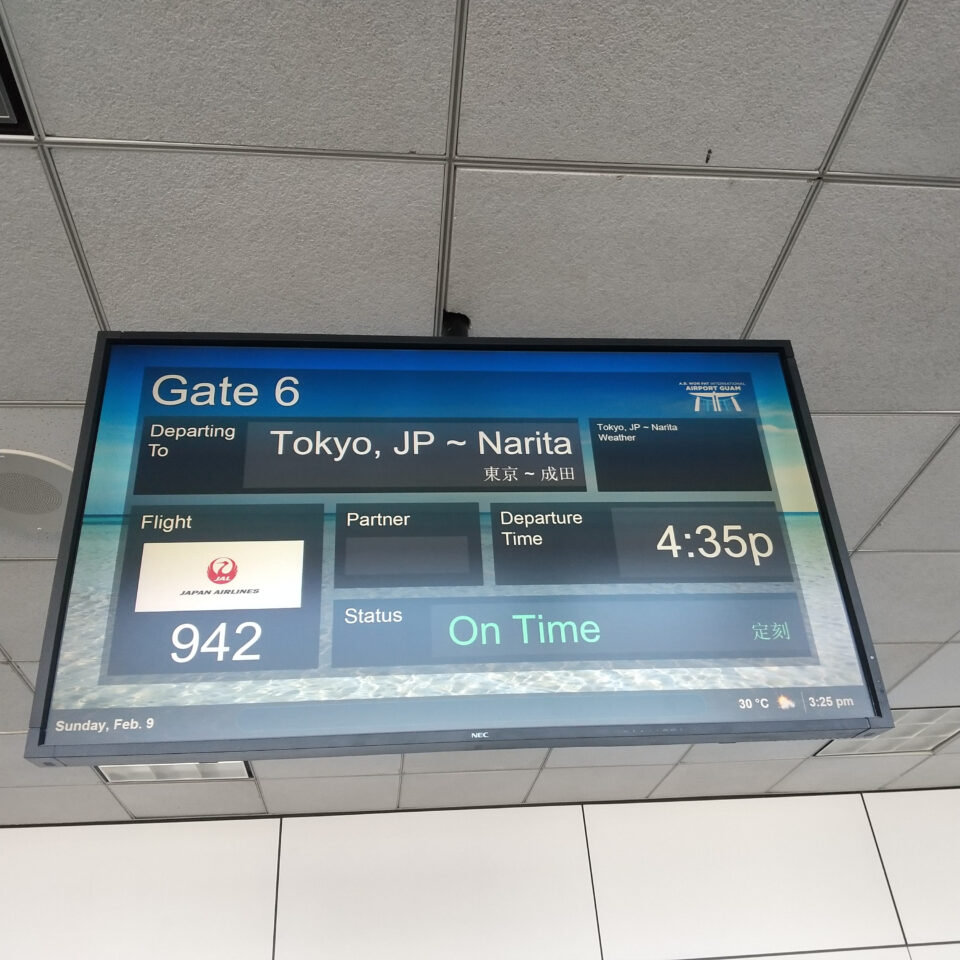 Gate 6
A.B. WON PAT INTERNATIONAL
AIRPORT GUAM
Departing
To
Tokyo, JP ~ Narita
東京 ~ 成田
Tokyo, JP ~ Narita
Weather
Flight
JAL
JAPAN AIRLINES
942
Partner
Departure
Time
4:35p
Status
On Time
定刻
Sunday, Feb. 9
30 °C
3:25 pm
NEC